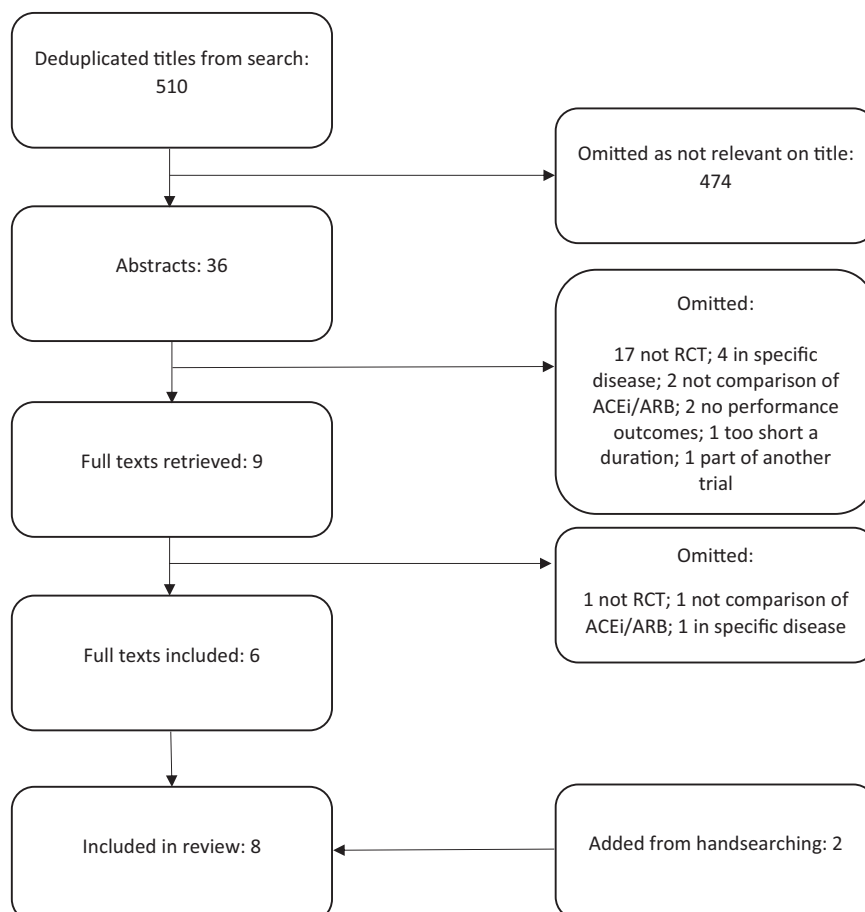 Deduplicated titles from search:
510
Omitted as not relevant on title:
474
Abstracts: 36
Omitted:
17 not RCT; 4 in specific
disease; 2 not comparison of
ACEi/ARB; 2 no performance
outcomes; 1 too short a
duration; 1 part of another
trial
Full texts retrieved: 9
Omitted:
1 not RCT; 1 not comparison of
ACEi/ARB; 1 in specific disease
Full texts included: 6
Included in review: 8
Added from handsearching: 2